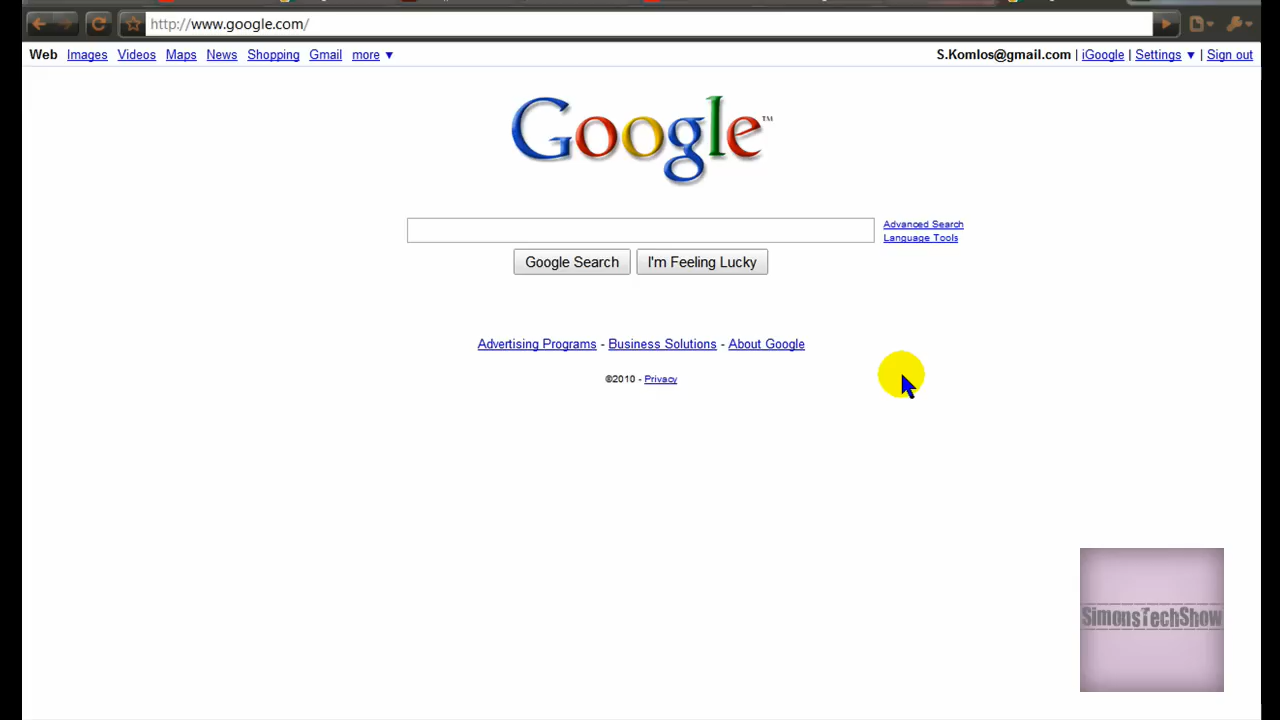 http://www.google.com/
Web Images Videos Maps News Shopping Gmail more ▼
S.Komlos@gmail.com | iGoogle | Settings ▼ | Sign out
Google™
Advanced Search
Language Tools
Google Search
I'm Feeling Lucky
Advertising Programs - Business Solutions - About Google
©2010 - Privacy
SimonsTechShow